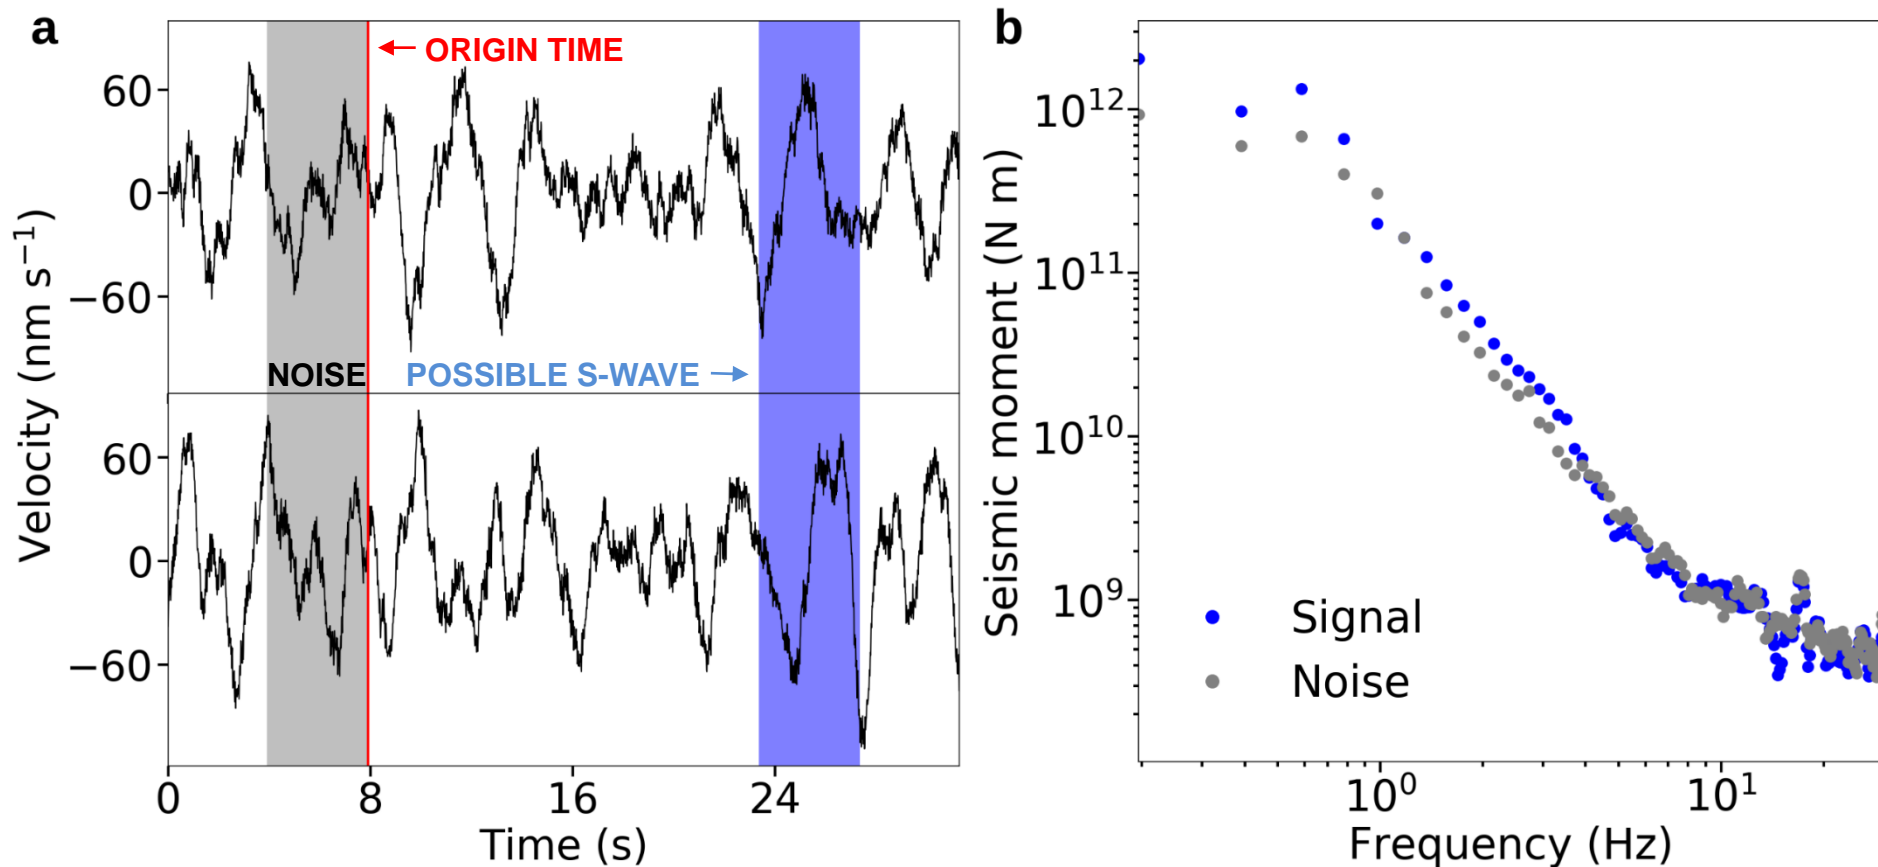 a
ORIGIN TIME
60
0
−60
NOISE
POSSIBLE S-WAVE
60
0
−60
Velocity (nm s⁻¹)
0 8 16 24
Time (s)
b
10¹²
10¹¹
10¹⁰
10⁹
Seismic moment (N m)
Signal
Noise
10⁰ 10¹
Frequency (Hz)